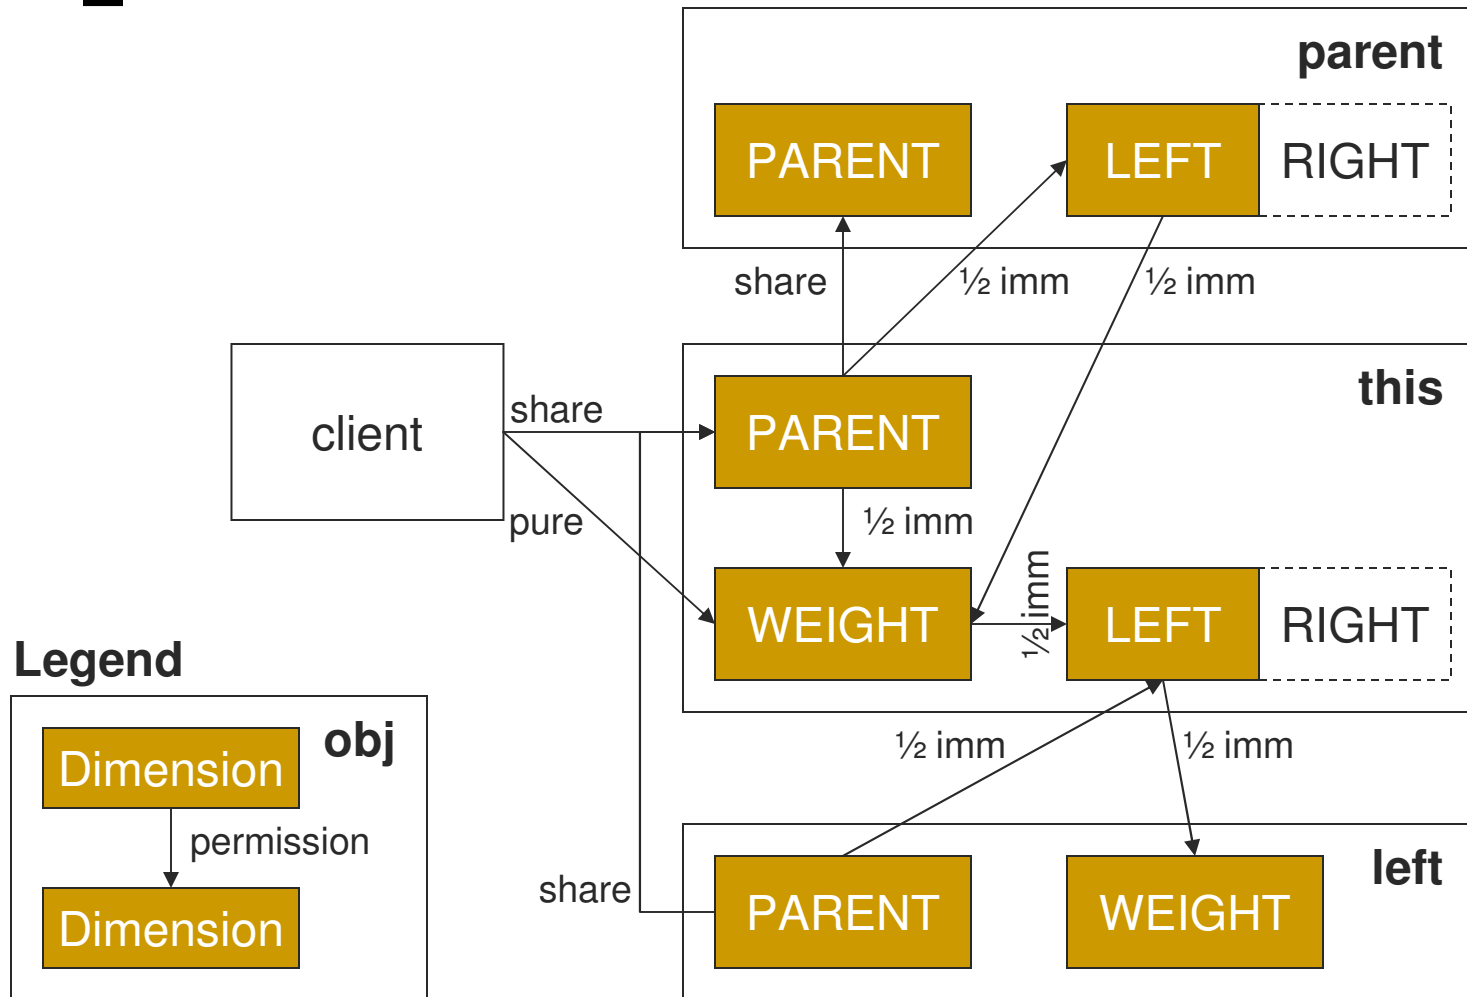 parent
PARENT
LEFT
RIGHT
share
½ imm
½ imm
this
client
share
PARENT
pure
½ imm
½ imm
WEIGHT
LEFT
RIGHT
Legend
obj
Dimension
permission
Dimension
½ imm
½ imm
left
share
PARENT
WEIGHT